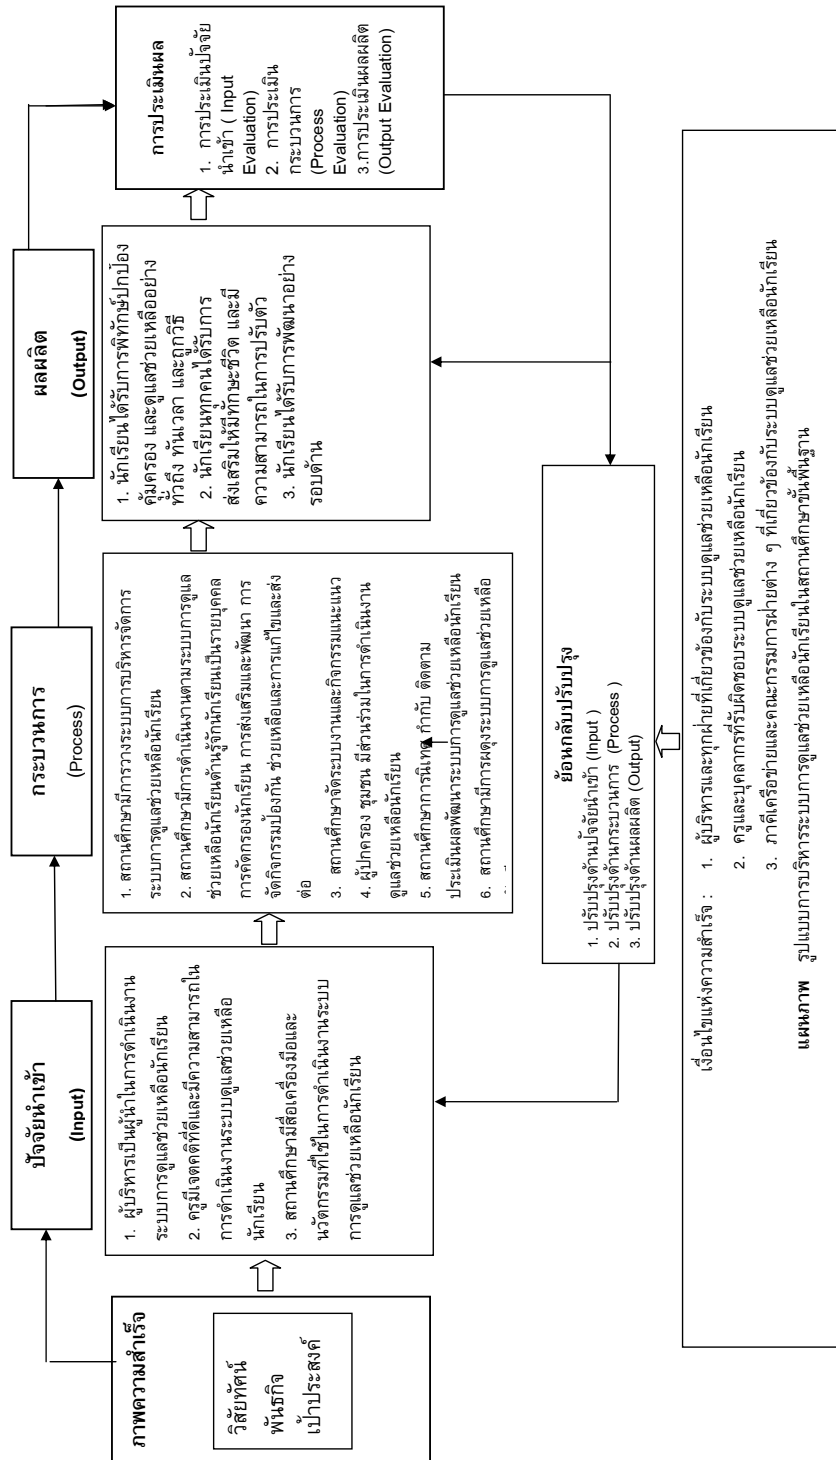 ภาพความสำเร็จ
วิสัยทัศน์
พันธกิจ
เป้าประสงค์
ปัจจัยนำเข้า
(Input)
1. ผู้บริหารเป็นผู้นำในการดำเนินงาน
ระบบการดูแลช่วยเหลือนักเรียน
2. ครูมีเจตคติที่ดีและมีความสามารถใน
การดำเนินงานระบบดูแลช่วยเหลือ
นักเรียน
3. สถานศึกษามีสื่อเครื่องมือและ
นวัตกรรมที่ใช้ในการดำเนินงานระบบ
การดูแลช่วยเหลือนักเรียน
กระบวนการ
(Process)
1. สถานศึกษามีการวางระบบการบริหารจัดการ
ระบบการดูแลช่วยเหลือนักเรียน
2. สถานศึกษามีการดำเนินงานตามระบบการดูแล
ช่วยเหลือนักเรียนด้านรู้จักนักเรียนเป็นรายบุคคล
การคัดกรองนักเรียน การส่งเสริมและพัฒนา การ
จัดกิจกรรมป้องกัน ช่วยเหลือและการแก้ไขและส่ง
ต่อ
3. สถานศึกษาจัดระบบงานและกิจกรรมแนะแนว
4. ผู้ปกครอง ชุมชน มีส่วนร่วมในการดำเนินงาน
ดูแลช่วยเหลือนักเรียน
5. สถานศึกษาการนิเทศ กำกับ ติดตาม
ประเมินผลพัฒนาระบบการดูแลช่วยเหลือนักเรียน
6. สถานศึกษามีการผดุงระบบการดูแลช่วยเหลือ
ผลผลิต
(Output)
1. นักเรียนได้รับการพิทักษ์ปกป้อง
คุ้มครอง และดูแลช่วยเหลืออย่าง
ทั่วถึง ทันเวลา และถูกวิธี
2. นักเรียนทุกคนได้รับการ
ส่งเสริมให้มีทักษะชีวิต และมี
ความสามารถในการปรับตัว
3. นักเรียนได้รับการพัฒนาอย่าง
รอบด้าน
การประเมินผล
1. การประเมินปัจจัย
นำเข้า ( Input
Evaluation)
2. การประเมิน
กระบวนการ
(Process
Evaluation)
3.การประเมินผลผลิต
(Output Evaluation)
ย้อนกลับปรับปรุง
1. ปรับปรุงด้านปัจจัยนำเข้า (Input )
2. ปรับปรุงด้านกระบวนการ (Process )
3. ปรับปรุงด้านผลผลิต (Output)
เงื่อนไขแห่งความสำเร็จ : 1. ผู้บริหารและทุกฝ่ายที่เกี่ยวข้องกับระบบดูแลช่วยเหลือนักเรียน
2. ครูและบุคลากรที่รับผิดชอบระบบดูแลช่วยเหลือนักเรียน
3. ภาคีเครือข่ายและคณะกรรมการฝ่ายต่าง ๆ ที่เกี่ยวข้องกับระบบดูแลช่วยเหลือนักเรียน
แผนภาพ รูปแบบการบริหารระบบการดูแลช่วยเหลือนักเรียนในสถานศึกษาขั้นพื้นฐาน